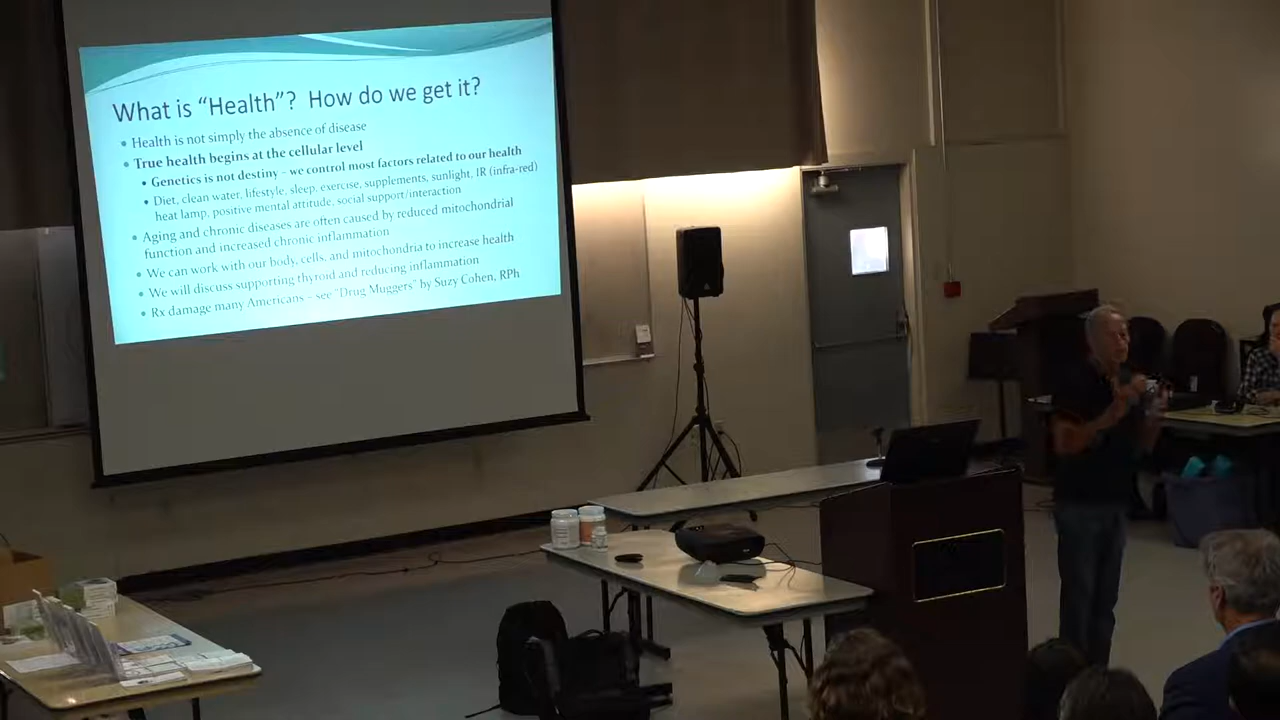 What is “Health”? How do we get it?
• Health is not simply the absence of disease
• True health begins at the cellular level
• Genetics is not destiny – we control most factors related to our health
• Diet, clean water, lifestyle, sleep, exercise, supplements, sunlight, IR (infra-red)
heat lamp, positive mental attitude, social support/interaction
• Aging and chronic diseases are often caused by reduced mitochondrial
function and increased chronic inflammation
• We can work with our body, cells, and mitochondria to increase health
• We will discuss supporting thyroid and reducing inflammation
• Rx damage many Americans – see “Drug Muggers” by Suzy Cohen, RPh